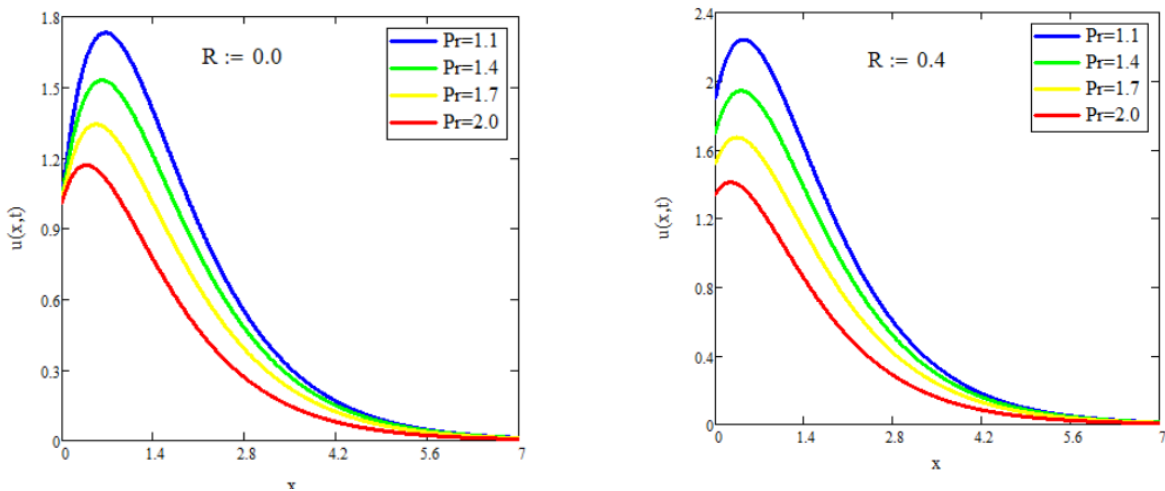 1.8
1.5
1.2
0.9
0.6
0.3
0
u(x,t)
R := 0.0
Pr=1.1
Pr=1.4
Pr=1.7
Pr=2.0
0 1.4 2.8 4.2 5.6 7
x
2.4
2
1.6
1.2
0.8
0.4
0
u(x,t)
R := 0.4
Pr=1.1
Pr=1.4
Pr=1.7
Pr=2.0
0 1.4 2.8 4.2 5.6 7
x